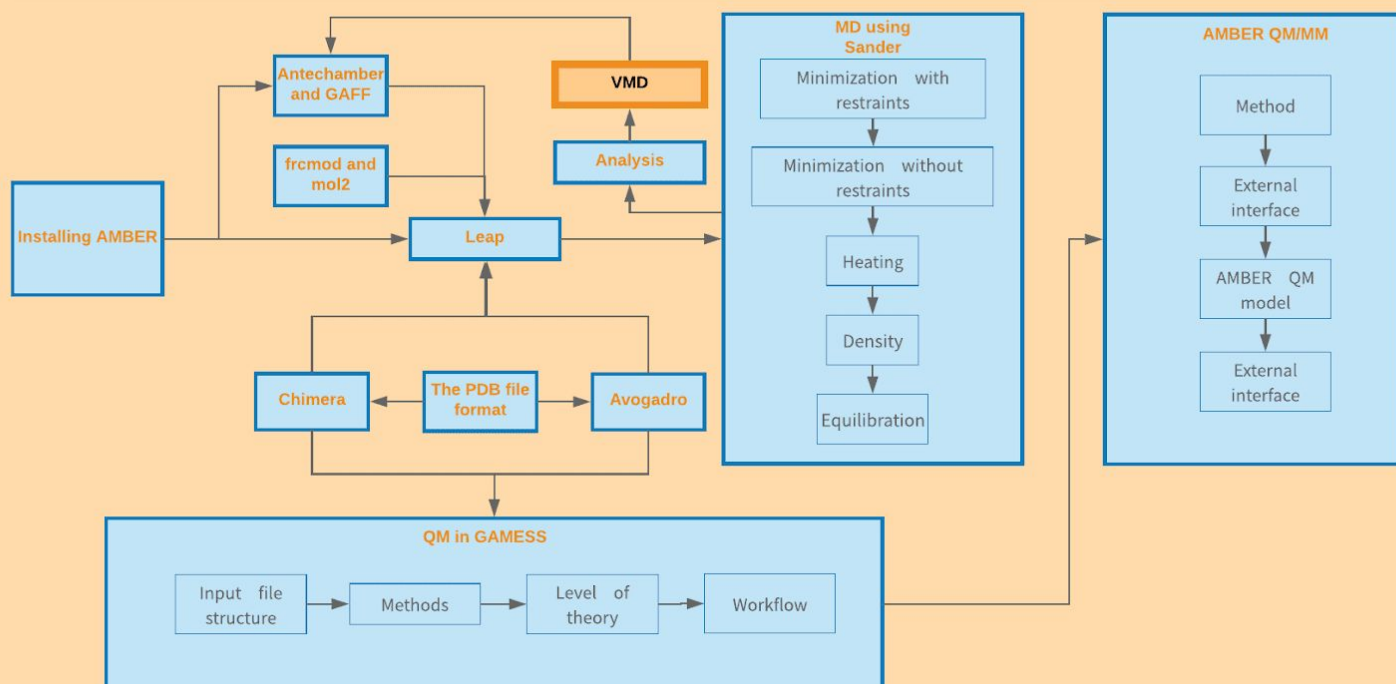 MD using
Sander
AMBER QM/MM
Antechamber
and GAFF
VMD
Minimization with
restraints
Method
frcmod and
mol2
Analysis
Minimization without
restraints
External
interface
Installing AMBER
Leap
Heating
AMBER QM
model
Density
Chimera
The PDB file
format
Avogadro
External
interface
Equilibration
QM in GAMESS
Input file
structure
Methods
Level of
theory
Workflow